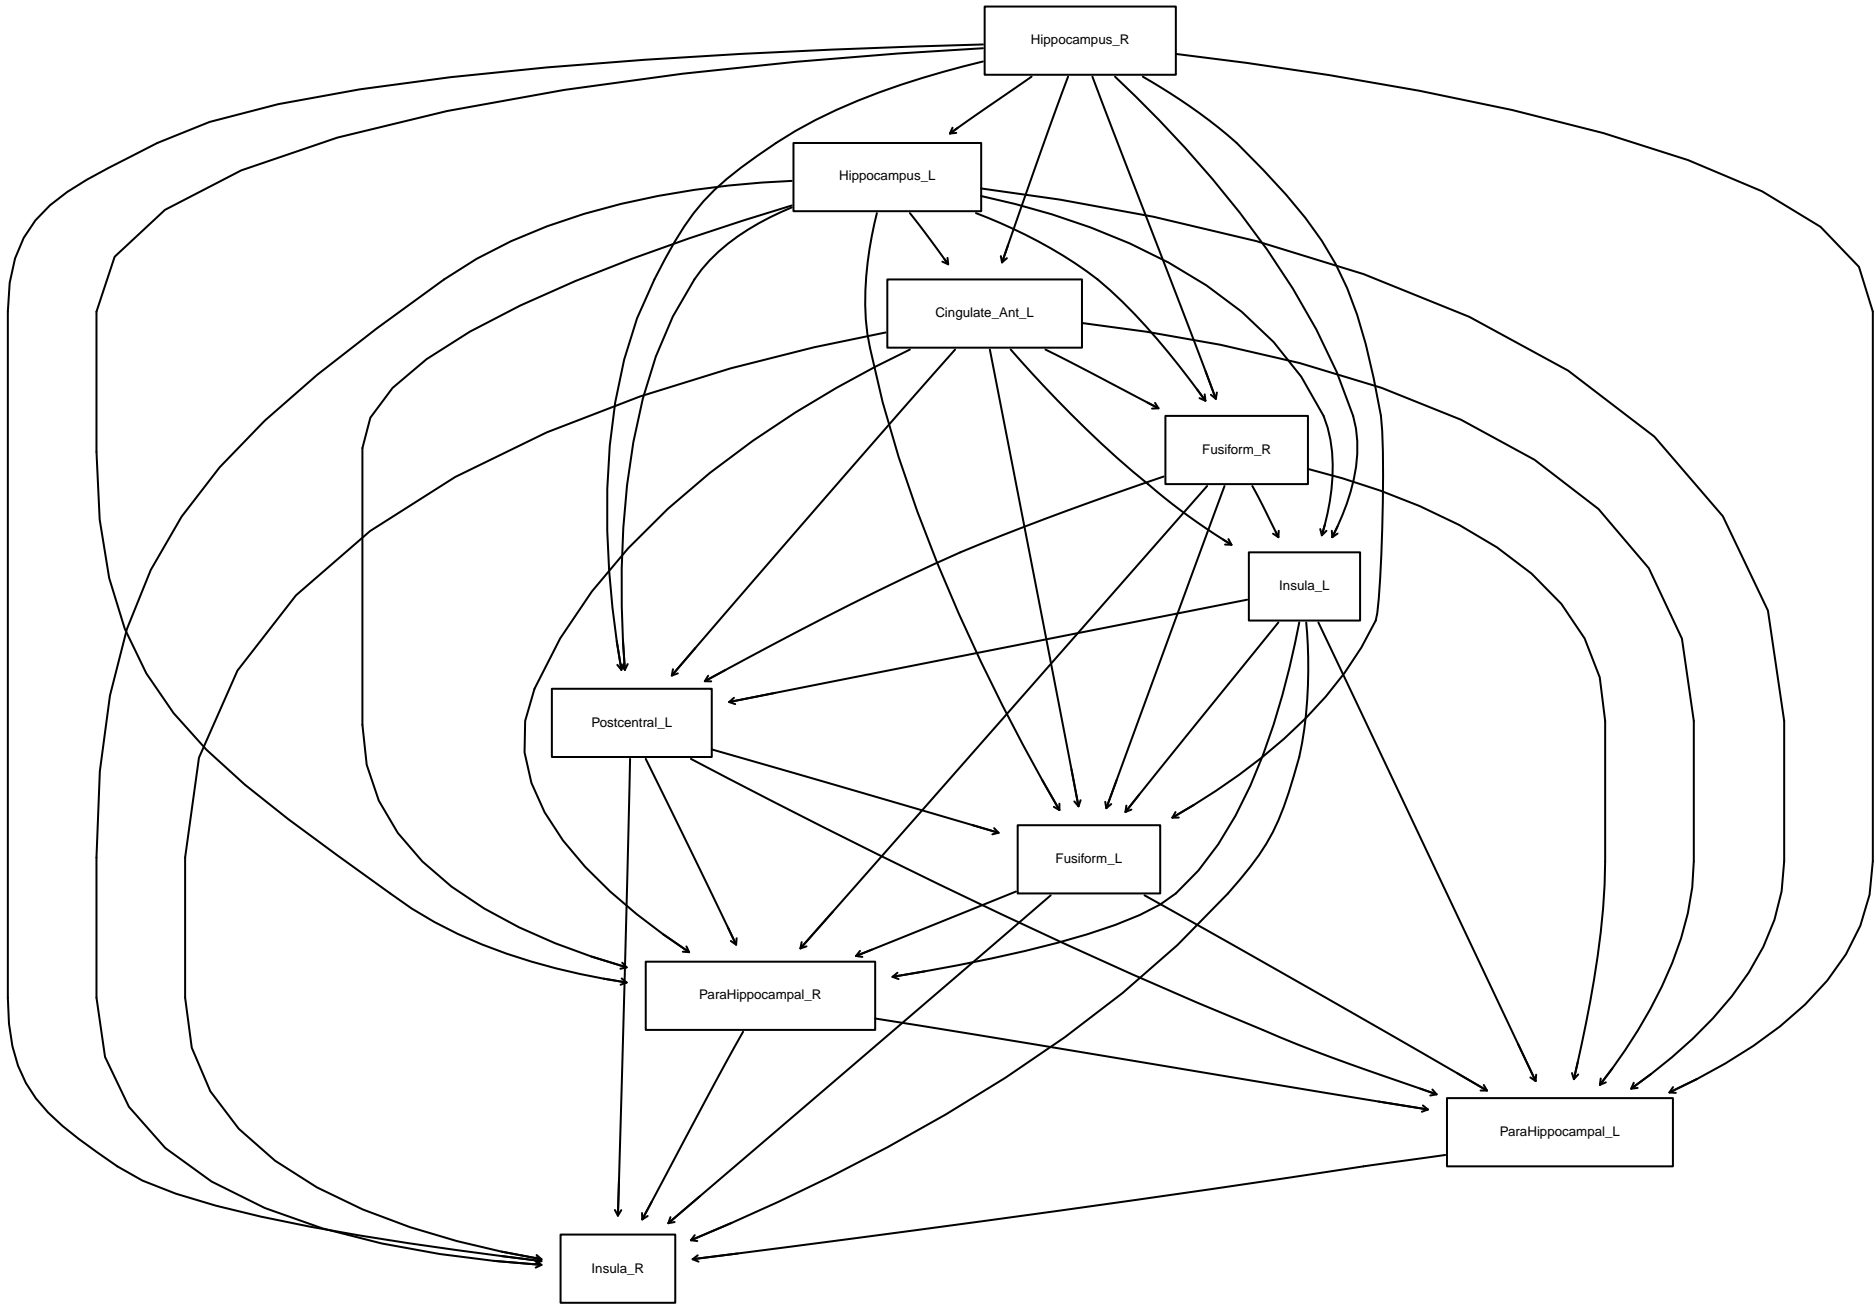 Hippocampus_R
Hippocampus_L
Cingulate_Ant_L
Fusiform_R
Insula_L
Postcentral_L
Fusiform_L
ParaHippocampal_R
ParaHippocampal_L
Insula_R